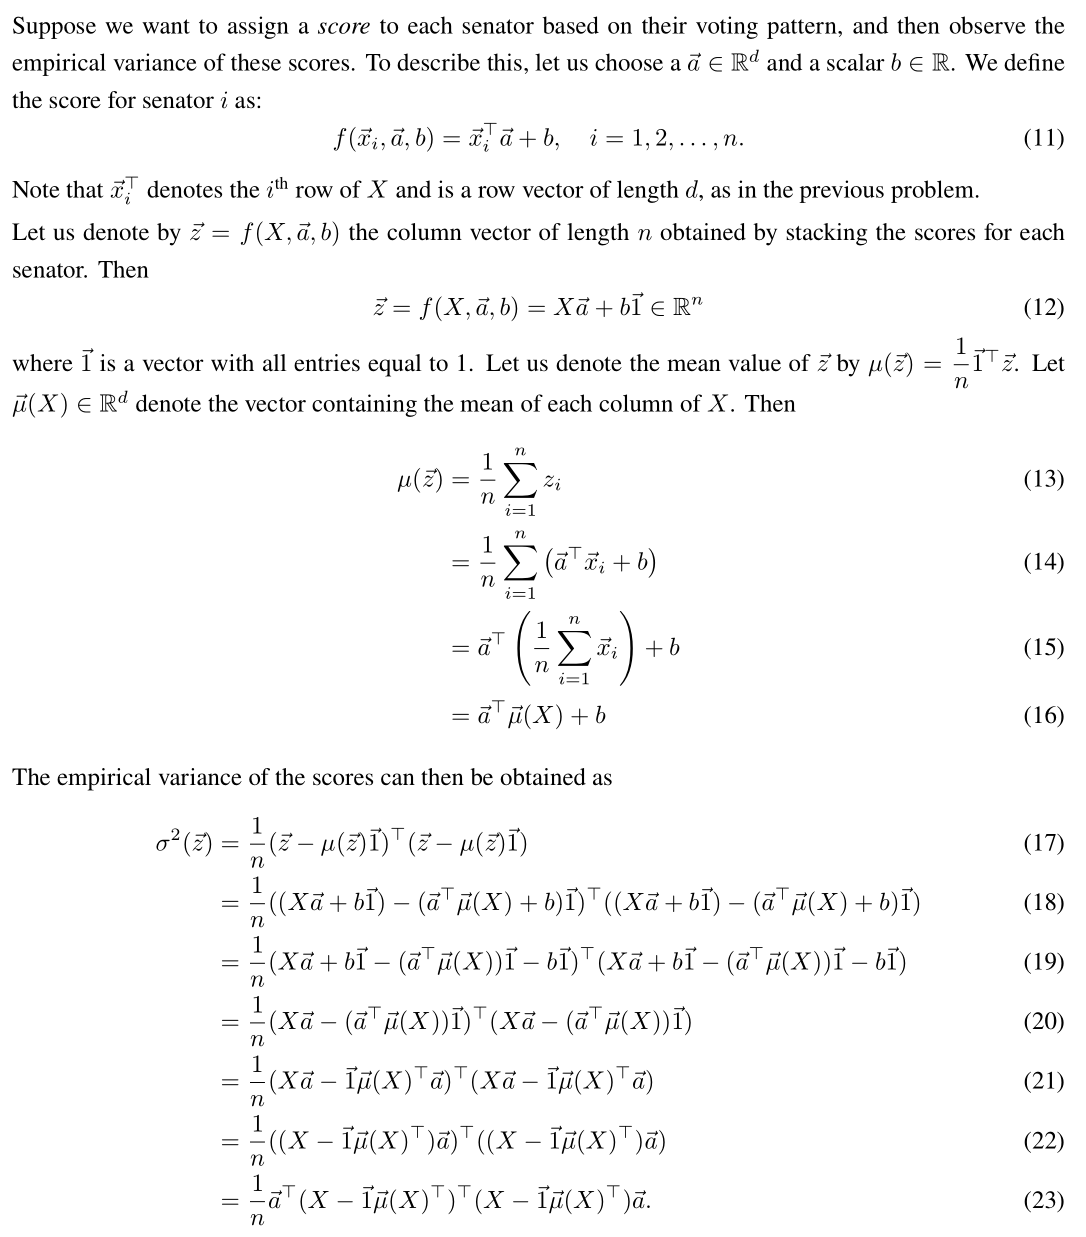 Suppose we want to assign a score to each senator based on their voting pattern, and then observe the
empirical variance of these scores. To describe this, let us choose a $\vec{a} \in \mathbb{R}^d$ and a scalar $b \in \mathbb{R}$. We define
the score for senator $i$ as:
$f(\vec{x}_i, \vec{a}, b) = \vec{x}_i^\top \vec{a} + b, \quad i = 1, 2, \ldots, n.$ (11)
Note that $\vec{x}_i^\top$ denotes the $i^{\text{th}}$ row of $X$ and is a row vector of length $d$, as in the previous problem.
Let us denote by $\vec{z} = f(X, \vec{a}, b)$ the column vector of length $n$ obtained by stacking the scores for each
senator. Then
$\vec{z} = f(X, \vec{a}, b) = X\vec{a} + b\vec{1} \in \mathbb{R}^n$ (12)
where $\vec{1}$ is a vector with all entries equal to 1. Let us denote the mean value of $\vec{z}$ by $\mu(\vec{z}) = \frac{1}{n}\vec{1}^\top \vec{z}$. Let
$\vec{\mu}(X) \in \mathbb{R}^d$ denote the vector containing the mean of each column of $X$. Then
$\mu(\vec{z}) = \frac{1}{n} \sum_{i=1}^{n} z_i$ (13)
$= \frac{1}{n} \sum_{i=1}^{n} \left(\vec{a}^\top \vec{x}_i + b\right)$ (14)
$= \vec{a}^\top \left(\frac{1}{n} \sum_{i=1}^{n} \vec{x}_i\right) + b$ (15)
$= \vec{a}^\top \vec{\mu}(X) + b$ (16)
The empirical variance of the scores can then be obtained as
$\sigma^2(\vec{z}) = \frac{1}{n}(\vec{z} - \mu(\vec{z})\vec{1})^\top(\vec{z} - \mu(\vec{z})\vec{1})$ (17)
$= \frac{1}{n}((X\vec{a} + b\vec{1}) - (\vec{a}^\top \vec{\mu}(X) + b)\vec{1})^\top((X\vec{a} + b\vec{1}) - (\vec{a}^\top \vec{\mu}(X) + b)\vec{1})$ (18)
$= \frac{1}{n}(X\vec{a} + b\vec{1} - (\vec{a}^\top \vec{\mu}(X))\vec{1} - b\vec{1})^\top(X\vec{a} + b\vec{1} - (\vec{a}^\top \vec{\mu}(X))\vec{1} - b\vec{1})$ (19)
$= \frac{1}{n}(X\vec{a} - (\vec{a}^\top \vec{\mu}(X))\vec{1})^\top(X\vec{a} - (\vec{a}^\top \vec{\mu}(X))\vec{1})$ (20)
$= \frac{1}{n}(X\vec{a} - \vec{1}\vec{\mu}(X)^\top \vec{a})^\top(X\vec{a} - \vec{1}\vec{\mu}(X)^\top \vec{a})$ (21)
$= \frac{1}{n}((X - \vec{1}\vec{\mu}(X)^\top)\vec{a})^\top((X - \vec{1}\vec{\mu}(X)^\top)\vec{a})$ (22)
$= \frac{1}{n}\vec{a}^\top(X - \vec{1}\vec{\mu}(X)^\top)^\top(X - \vec{1}\vec{\mu}(X)^\top)\vec{a}.$ (23)